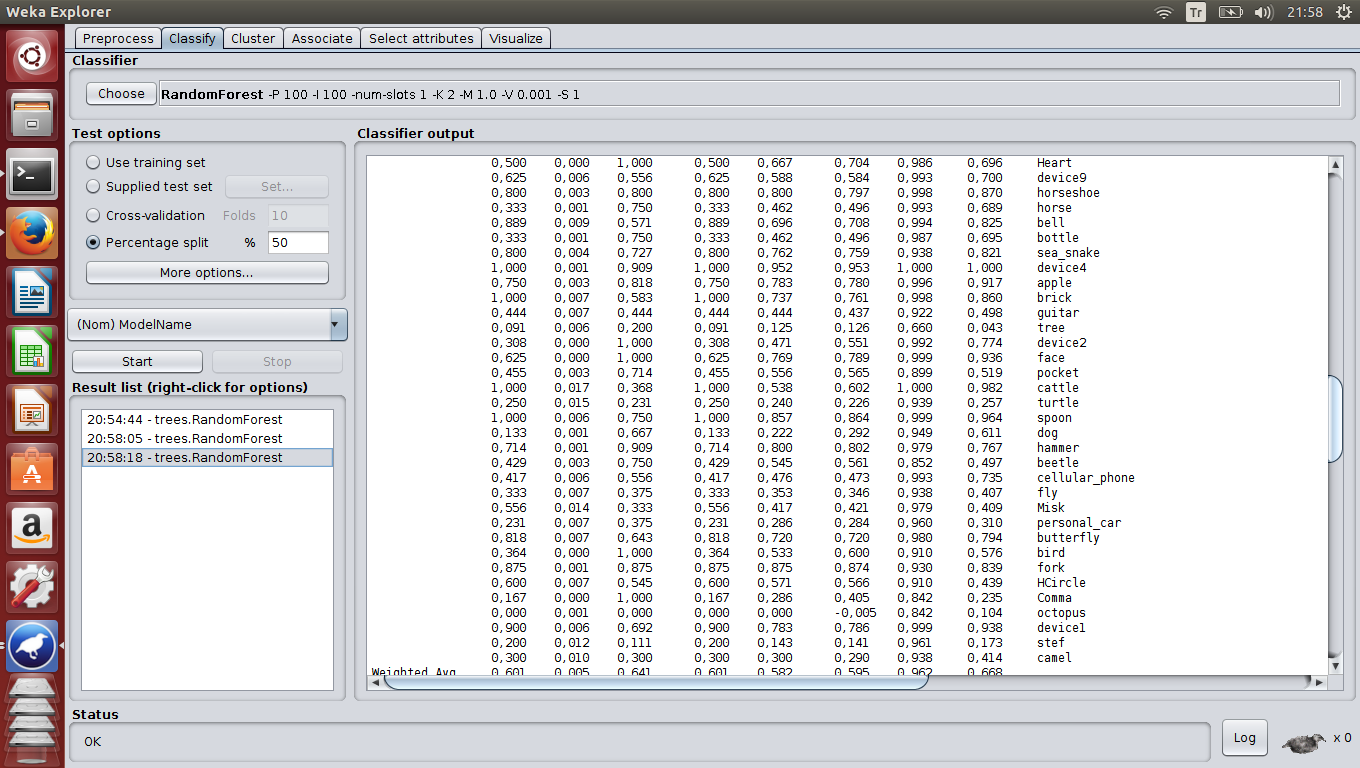 Weka Explorer Tr 21:58
Preprocess Classify Cluster Associate Select attributes Visualize
Classifier
Choose RandomForest -P 100 -I 100 -num-slots 1 -K 2 -M 1.0 -V 0.001 -S 1
Test options
Use training set
Supplied test set Set...
Cross-validation Folds 10
Percentage split % 50
More options...
(Nom) ModelName
Start Stop
Result list (right-click for options)
20:54:44 - trees.RandomForest
20:58:05 - trees.RandomForest
20:58:18 - trees.RandomForest
Classifier output
0,500 0,000 1,000 0,500 0,667 0,704 0,986 0,696 Heart
0,625 0,006 0,556 0,625 0,588 0,584 0,993 0,700 device9
0,800 0,003 0,800 0,800 0,800 0,797 0,998 0,870 horseshoe
0,333 0,001 0,750 0,333 0,462 0,496 0,993 0,689 horse
0,889 0,009 0,571 0,889 0,696 0,708 0,994 0,825 bell
0,333 0,001 0,750 0,333 0,462 0,496 0,987 0,695 bottle
0,800 0,004 0,727 0,800 0,762 0,759 0,938 0,821 sea_snake
1,000 0,001 0,909 1,000 0,952 0,953 1,000 1,000 device4
0,750 0,003 0,818 0,750 0,783 0,780 0,996 0,917 apple
1,000 0,007 0,583 1,000 0,737 0,761 0,998 0,860 brick
0,444 0,007 0,444 0,444 0,444 0,437 0,922 0,498 guitar
0,091 0,006 0,200 0,091 0,125 0,126 0,660 0,043 tree
0,308 0,000 1,000 0,308 0,471 0,551 0,992 0,774 device2
0,625 0,000 1,000 0,625 0,769 0,789 0,999 0,936 face
0,455 0,003 0,714 0,455 0,556 0,565 0,899 0,519 pocket
1,000 0,017 0,368 1,000 0,538 0,602 1,000 0,982 cattle
0,250 0,015 0,231 0,250 0,240 0,226 0,939 0,257 turtle
1,000 0,006 0,750 1,000 0,857 0,864 0,999 0,964 spoon
0,133 0,001 0,667 0,133 0,222 0,292 0,949 0,611 dog
0,714 0,001 0,909 0,714 0,800 0,802 0,979 0,767 hammer
0,429 0,003 0,750 0,429 0,545 0,561 0,852 0,497 beetle
0,417 0,006 0,556 0,417 0,476 0,473 0,993 0,735 cellular_phone
0,333 0,007 0,375 0,333 0,353 0,346 0,938 0,407 fly
0,556 0,014 0,333 0,556 0,417 0,421 0,979 0,409 Misk
0,231 0,007 0,375 0,231 0,286 0,284 0,960 0,310 personal_car
0,818 0,007 0,643 0,818 0,720 0,720 0,980 0,794 butterfly
0,364 0,000 1,000 0,364 0,533 0,600 0,910 0,576 bird
0,875 0,001 0,875 0,875 0,875 0,874 0,930 0,839 fork
0,600 0,007 0,545 0,600 0,571 0,566 0,910 0,439 HCircle
0,167 0,000 1,000 0,167 0,286 0,405 0,842 0,235 Comma
0,000 0,001 0,000 0,000 0,000 -0,005 0,842 0,104 octopus
0,900 0,006 0,692 0,900 0,783 0,786 0,999 0,938 device1
0,200 0,012 0,111 0,200 0,143 0,141 0,961 0,173 stef
0,300 0,010 0,300 0,300 0,300 0,290 0,938 0,414 camel
Weighted Avg 0,601 0,005 0,641 0,601 0,582 0,595 0,962 0,668
Status
OK Log x 0